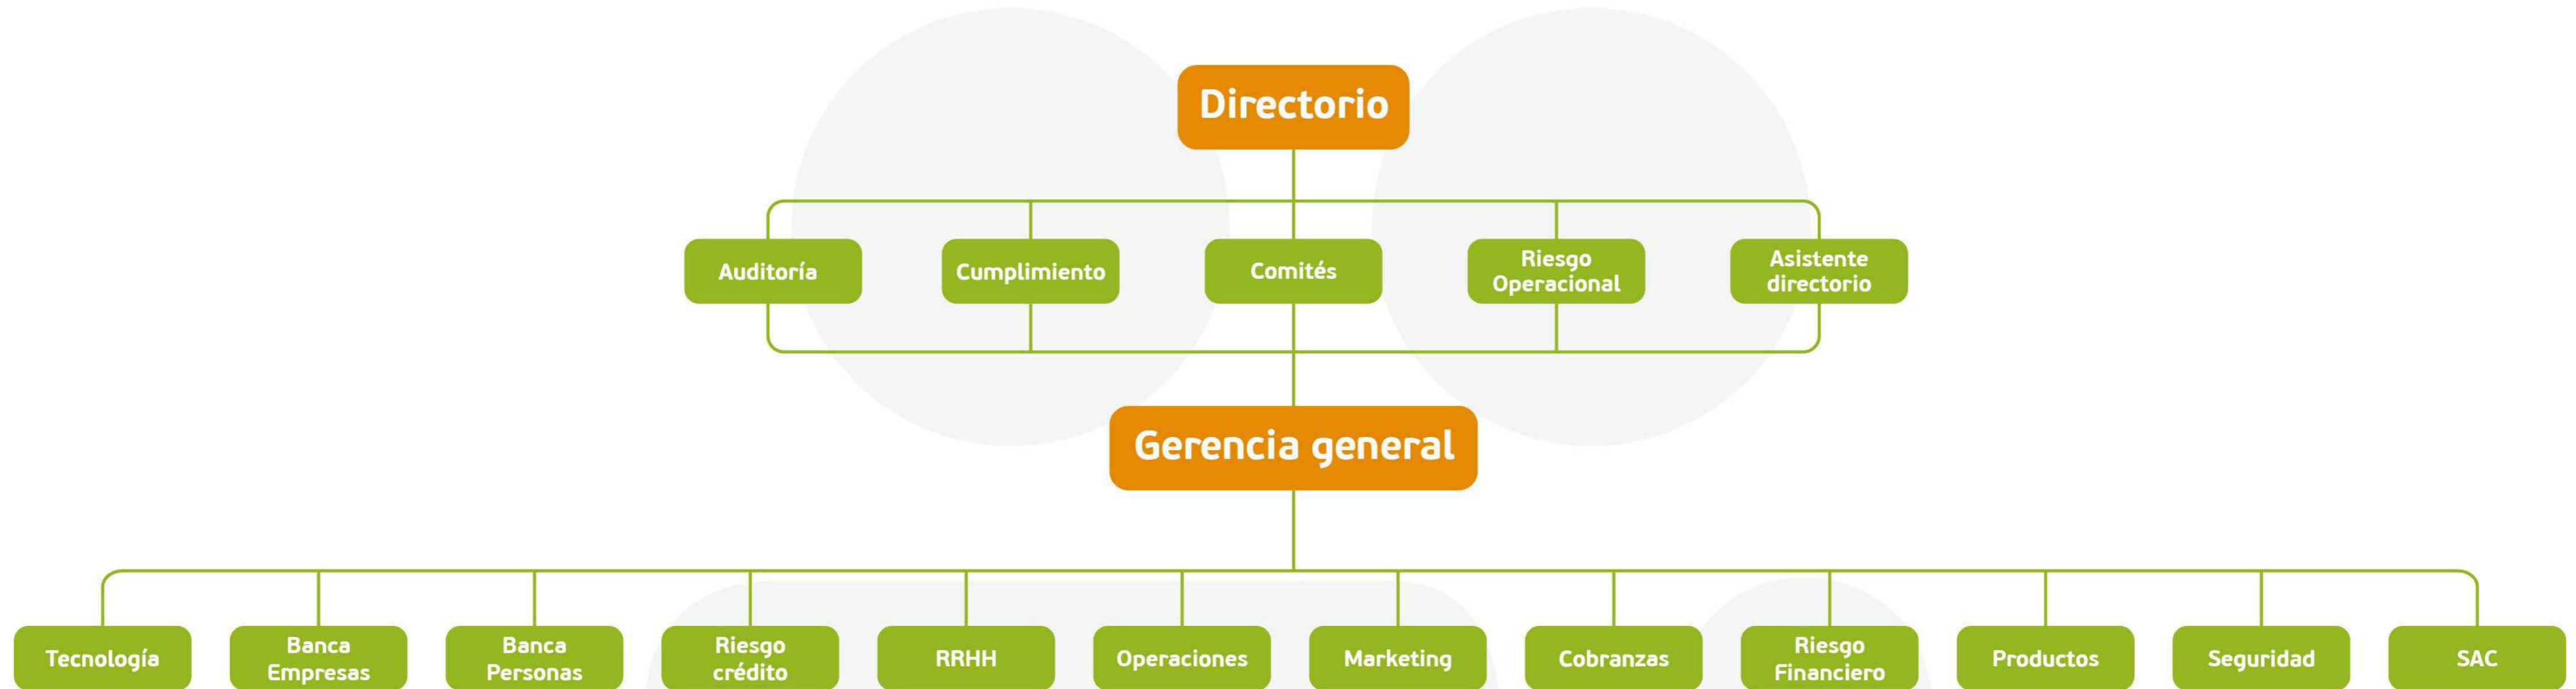 Directorio
Auditoría
Cumplimiento
Comités
Riesgo
Operacional
Asistente
directorio
Gerencia general
Tecnología
Banca
Empresas
Banca
Personas
Riesgo
crédito
RRHH
Operaciones
Marketing
Cobranzas
Riesgo
Financiero
Productos
Seguridad
SAC